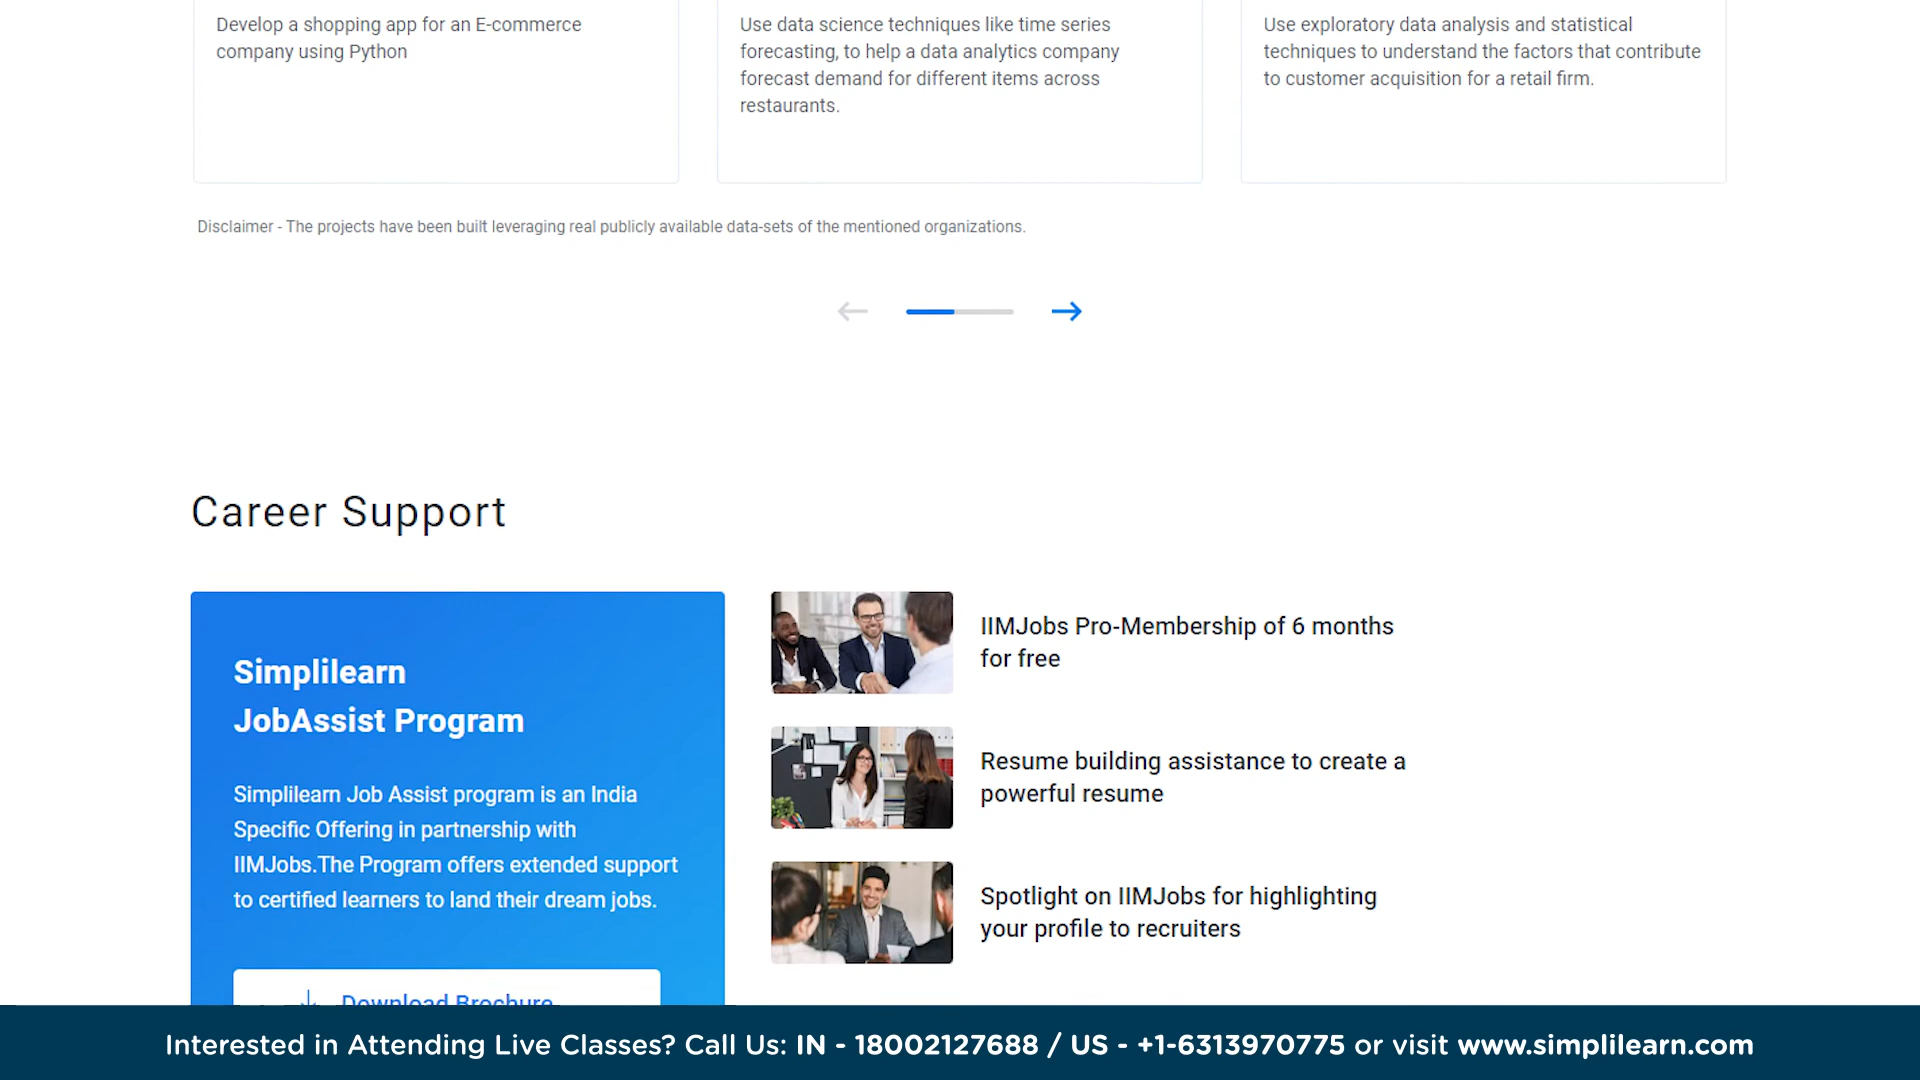 Develop a shopping app for an E-commerce
company using Python
Use data science techniques like time series
forecasting, to help a data analytics company
forecast demand for different items across
restaurants.
Use exploratory data analysis and statistical
techniques to understand the factors that contribute
to customer acquisition for a retail firm.
Disclaimer - The projects have been built leveraging real publicly available data-sets of the mentioned organizations.
Career Support
Simplilearn
JobAssist Program
Simplilearn Job Assist program is an India
Specific Offering in partnership with
IIMJobs.The Program offers extended support
to certified learners to land their dream jobs.
Download Brochure
IIMJobs Pro-Membership of 6 months
for free
Resume building assistance to create a
powerful resume
Spotlight on IIMJobs for highlighting
your profile to recruiters
Interested in Attending Live Classes? Call Us: IN - 18002127688 / US - +1-6313970775 or visit www.simplilearn.com